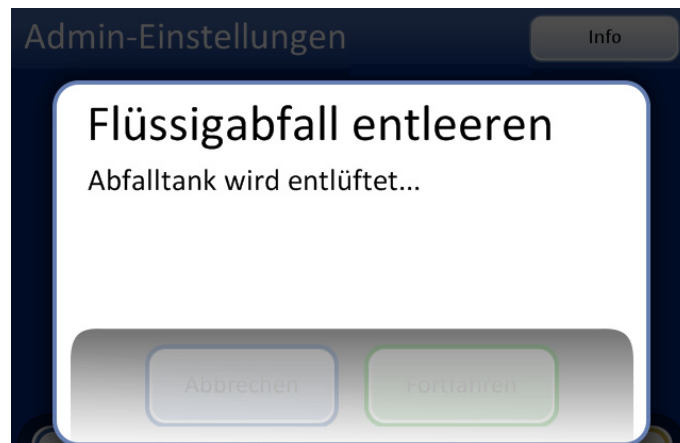 Admin-Einstellungen
Info
Flüssigabfall entleeren
Abfalltank wird entlüftet...
Abbrechen
Fortfahren